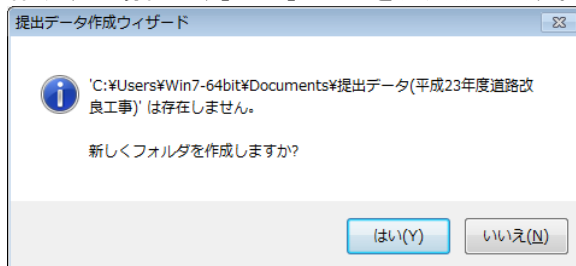 提出データ作成ウィザード
'C:¥Users¥Win7-64bit¥Documents¥提出データ(平成23年度道路改
良工事)' は存在しません。
新しくフォルダを作成しますか?
はい(Y)
いいえ(N)